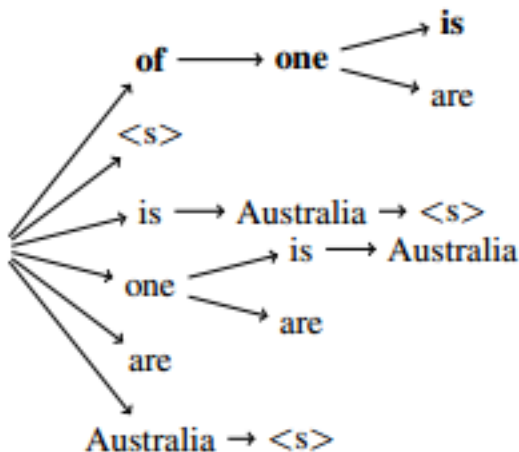 is
of one
are
<s>
is Australia <s>
is Australia
one
are
are
Australia <s>